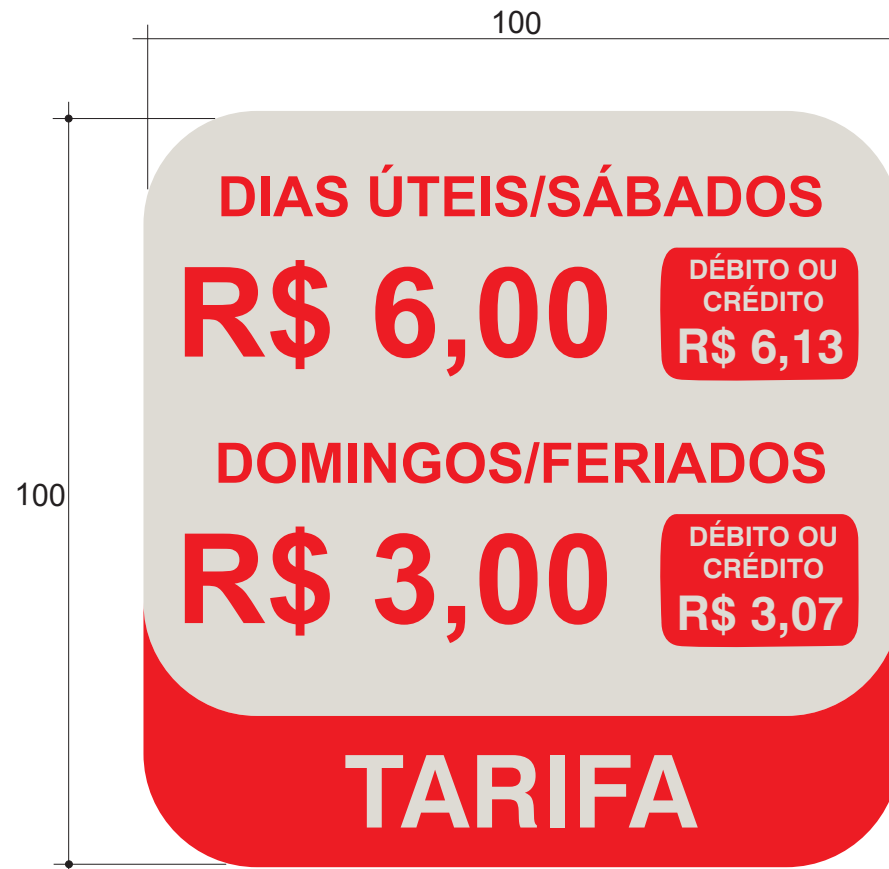 100
DIAS ÚTEIS/SÁBADOS
R$ 6,00
DÉBITO OU
CRÉDITO
R$ 6,13
100
DOMINGOS/FERIADOS
R$ 3,00
DÉBITO OU
CRÉDITO
R$ 3,07
TARIFA